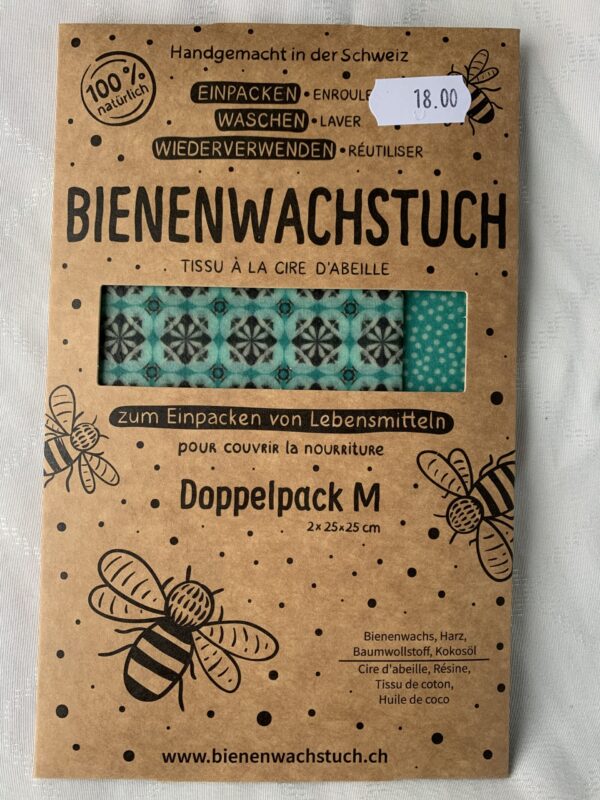 Handgemacht in der Schweiz
100% natürlich
EINPACKEN • ENROULE
18.00
WASCHEN • LAVER
WIEDERVERWENDEN • RÉUTILISER
BIENENWACHSTUCH
TISSU À LA CIRE D'ABEILLE
zum Einpacken von Lebensmitteln
pour couvrir la nourriture
Doppelpack M
2 x 25 x 25 cm
Bienenwachs, Harz,
Baumwollstoff, Kokosöl
Cire d'abeille, Résine,
Tissu de coton,
Huile de coco
www.bienenwachstuch.ch